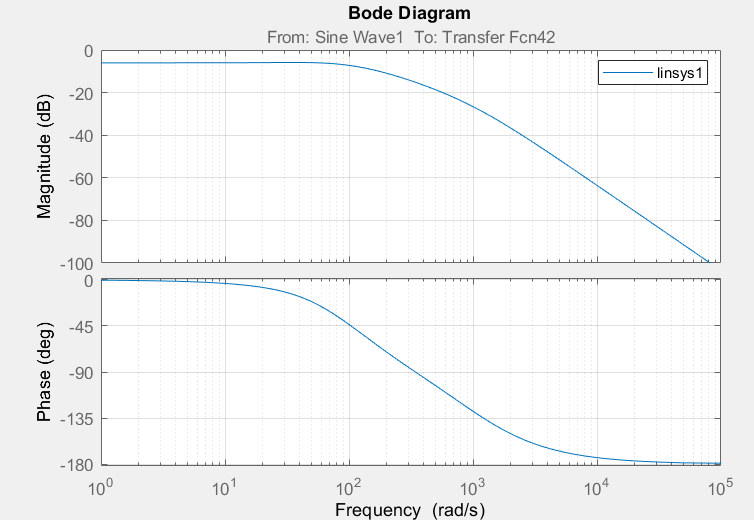 Bode Diagram
From: Sine Wave1 To: Transfer Fcn42
linsys1
Magnitude (dB)
0
-20
-40
-60
-80
-100
Phase (deg)
0
-45
-90
-135
-180
10^0 10^1 10^2 10^3 10^4 10^5
Frequency (rad/s)